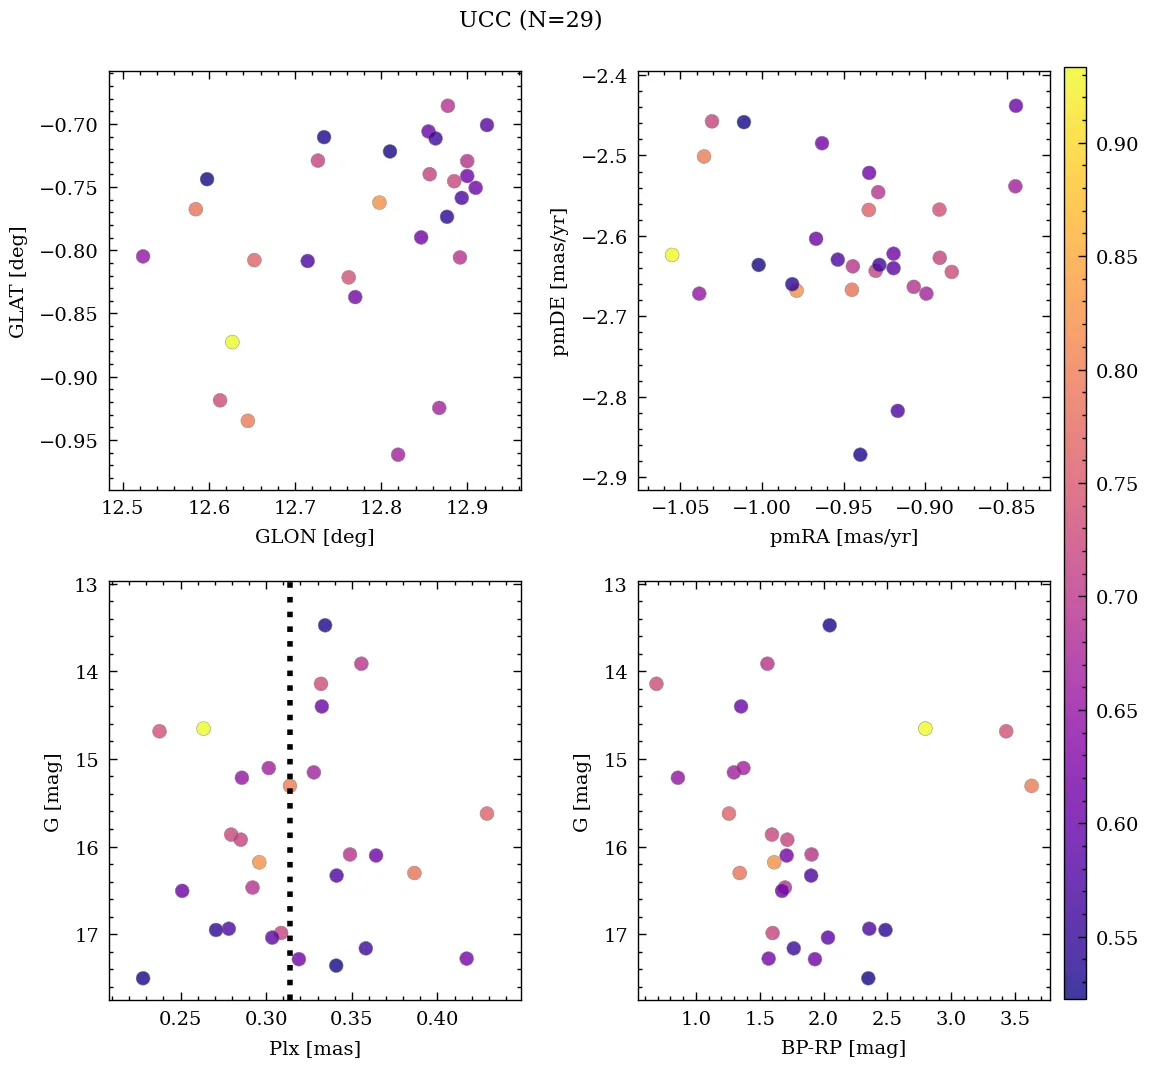 UCC (N=29)
−0.70
−0.75
−0.80
−0.85
−0.90
−0.95
GLAT [deg]
12.5 12.6 12.7 12.8 12.9
GLON [deg]
−2.4
−2.5
−2.6
−2.7
−2.8
−2.9
pmDE [mas/yr]
−1.05 −1.00 −0.95 −0.90 −0.85
pmRA [mas/yr]
13
14
15
16
17
G [mag]
0.25 0.30 0.35 0.40
Plx [mas]
13
14
15
16
17
G [mag]
1.0 1.5 2.0 2.5 3.0 3.5
BP-RP [mag]
0.90
0.85
0.80
0.75
0.70
0.65
0.60
0.55